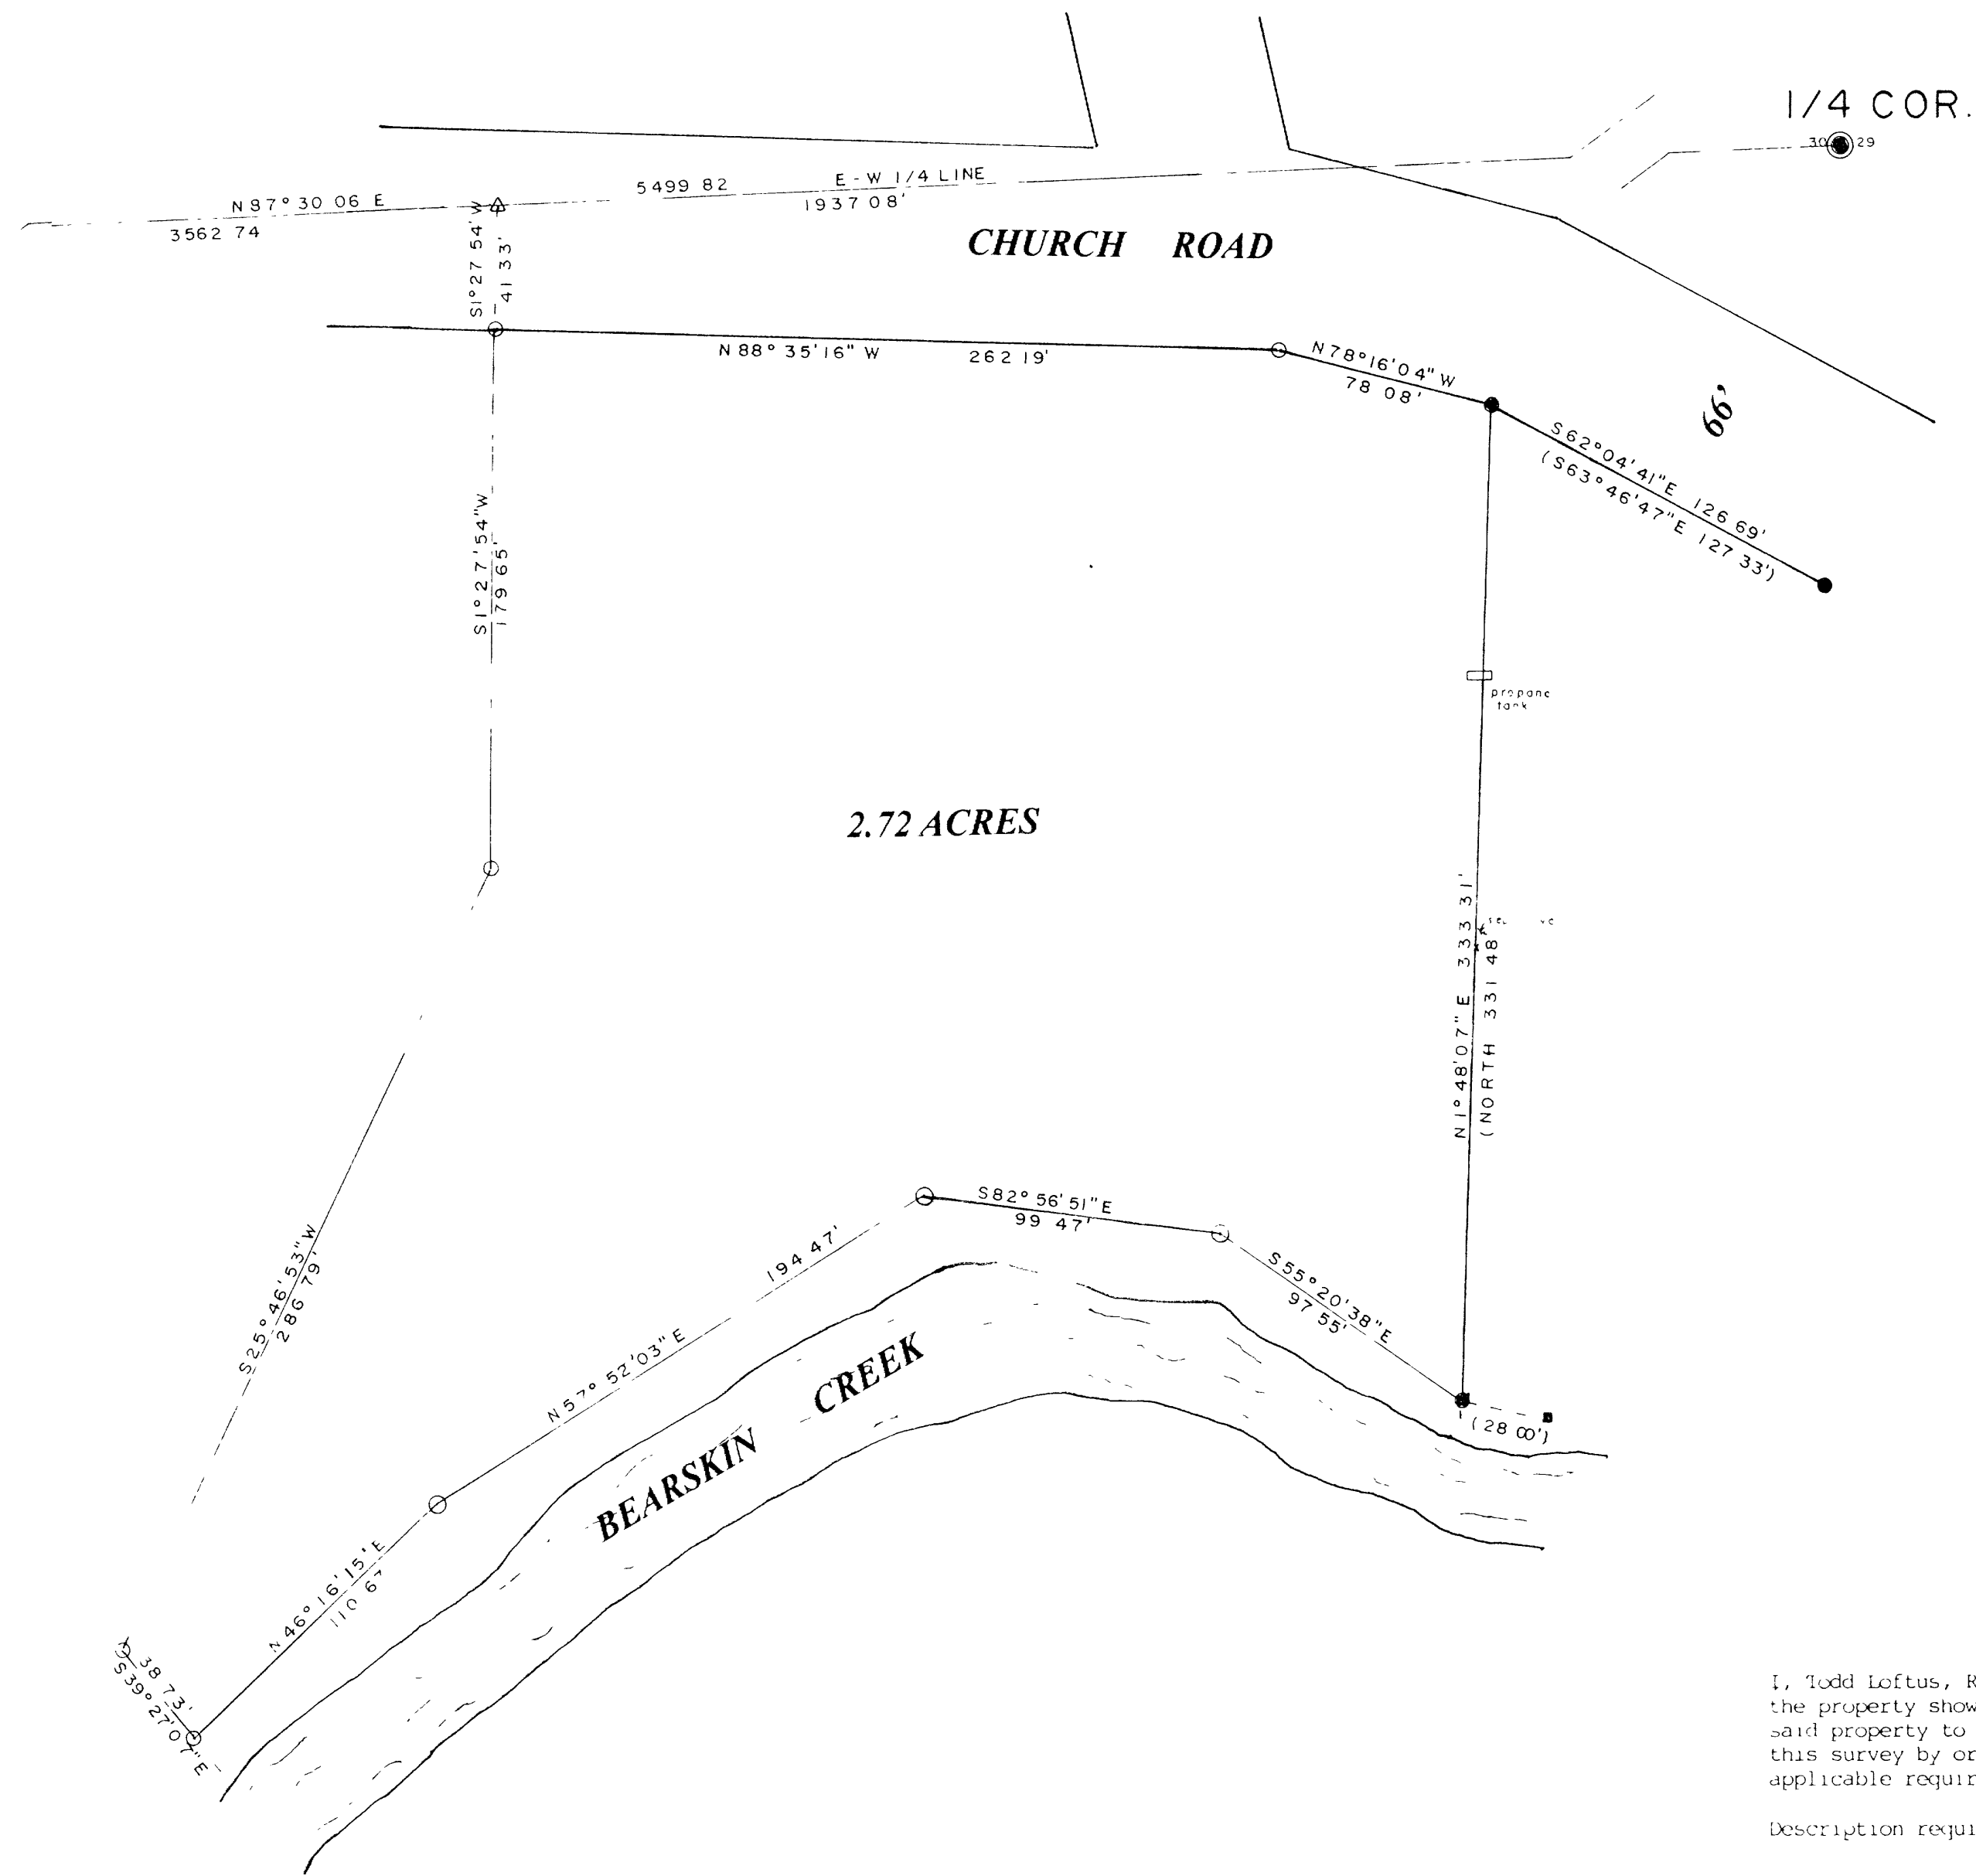 1/4 COR.
30 29
5499 82 E - W 1/4 LINE
N 87° 30 06 E
1937 08'
3562 74
S1° 27 54' W
41 33'
CHURCH ROAD
N 88° 35'16" W 262 19'
N78°16'04" W
78 08'
66'
S62°04'41"E 126 69'
(S63°46'47"E 127 33')
S1°27'54"W
179 65'
propane
tank
2.72 ACRES
N1°48'07" E 333 31'
(NORTH 331 48'
S82° 56'51"E
99 47'
S25°46'53"W
286 79'
N57° 52'03"E 194 47'
S55°20'38"E
97 55'
(28 00')
BEARSKIN CREEK
N46°16'15'E
110 67
38 73'
S39°27'07"E
I, Todd Loftus, R
the property show
said property to
this survey by or
applicable requir
Description requi